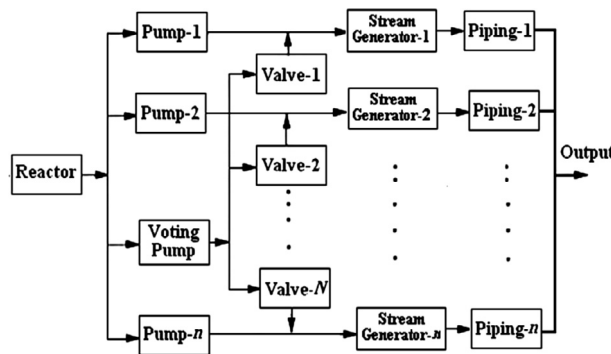 Pump-1
Stream
Generator-1
Piping-1
Valve-1
Pump-2
Stream
Generator-2
Piping-2
Reactor
Valve-2
Output
Voting
Pump
Valve-N
Pump-n
Stream
Generator-n
Piping-n